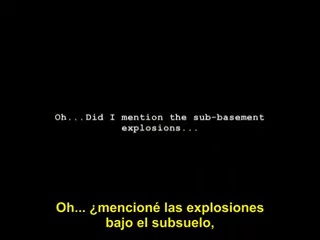 Oh...Did I mention the sub-basement
explosions...
Oh... ¿mencioné las explosiones
bajo el subsuelo,